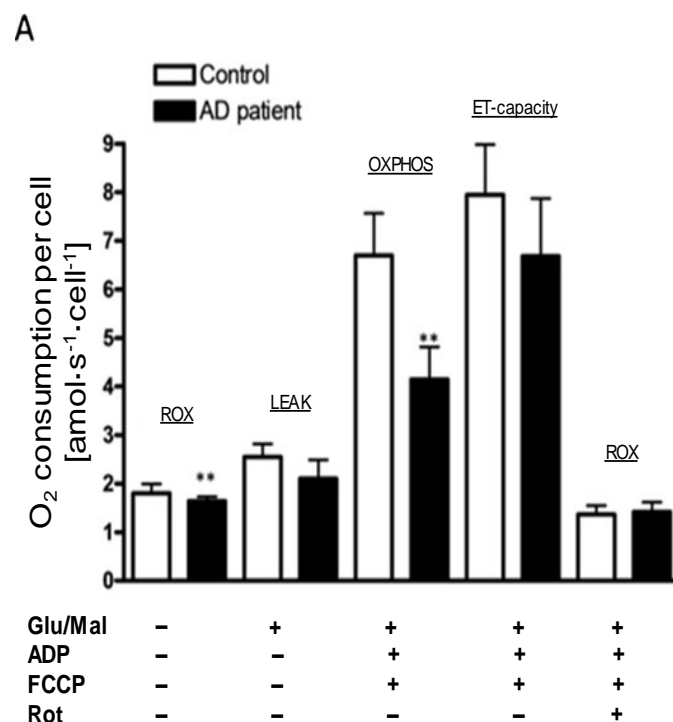 A
Control
AD patient
ET-capacity
OXPHOS
LEAK
ROX
ROX
**
**
9
8
7
6
5
4
3
2
1
0
O₂ consumption per cell
[amol·s⁻¹·cell⁻¹]
Glu/Mal − + + + +
ADP − − + + +
FCCP − − + + +
Rot − − − − +